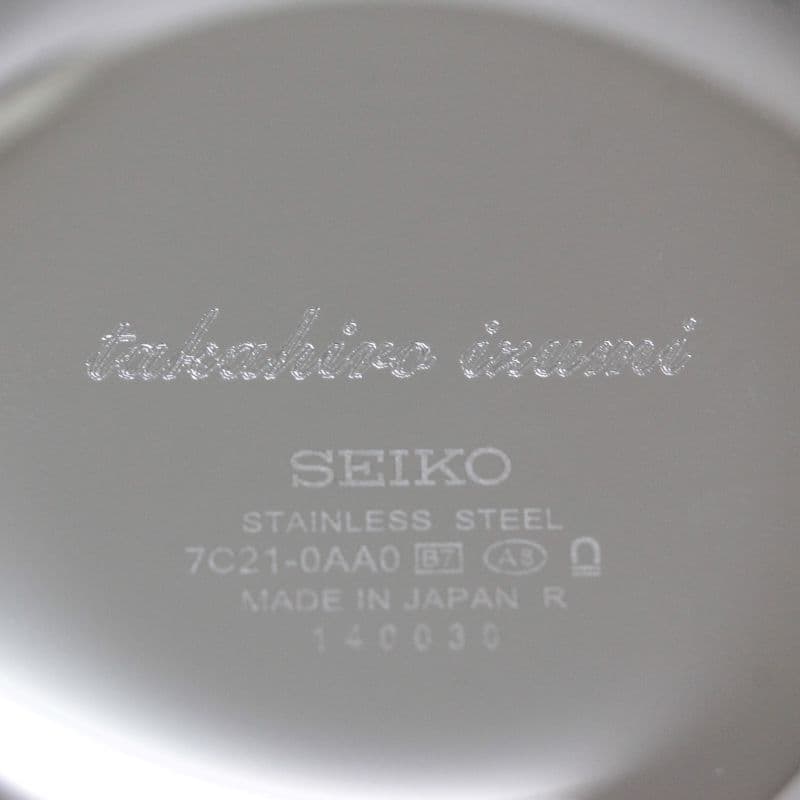 takahiro izumi
SEIKO
STAINLESS STEEL
7C21-0AA0 B7 A8
MADE IN JAPAN R
140030